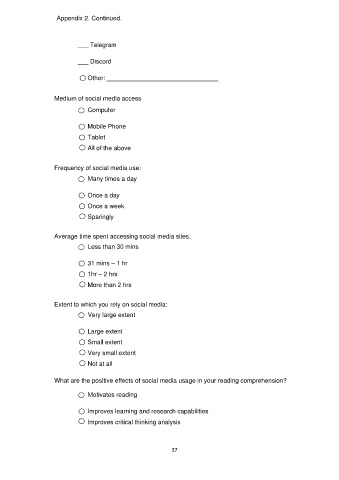 Appendix 2. Continued.
___ Telegram
___ Discord
○ Other: ___________________________________
Medium of social media access
○ Computer
○ Mobile Phone
○ Tablet
○ All of the above
Frequency of social media use:
○ Many times a day
○ Once a day
○ Once a week
○ Sparingly
Average time spent accessing social media sites:
○ Less than 30 mins
○ 31 mins – 1 hr
○ 1hr – 2 hrs
○ More than 2 hrs
Extent to which you rely on social media:
○ Very large extent
○ Large extent
○ Small extent
○ Very small extent
○ Not at all
What are the positive effects of social media usage in your reading comprehension?
○ Motivates reading
○ Improves learning and research capabilities
○ Improves critical thinking analysis
37